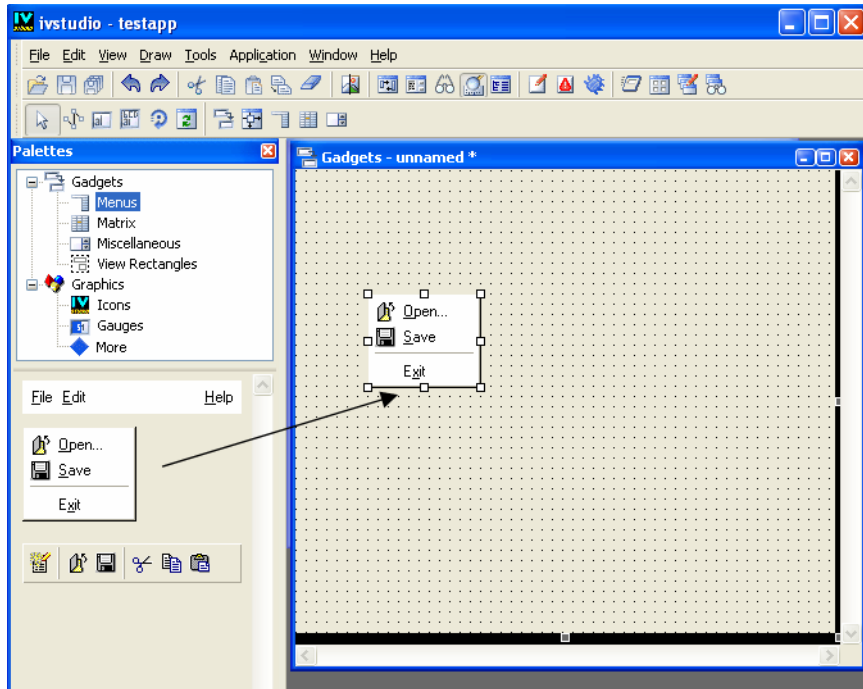 ivstudio - testapp
File Edit View Draw Tools Application Window Help
Palettes
Gadgets
Menus
Matrix
Miscellaneous
View Rectangles
Graphics
Icons
Gauges
More
File Edit Help
Open...
Save
Exit
Gadgets - unnamed *
Open...
Save
Exit